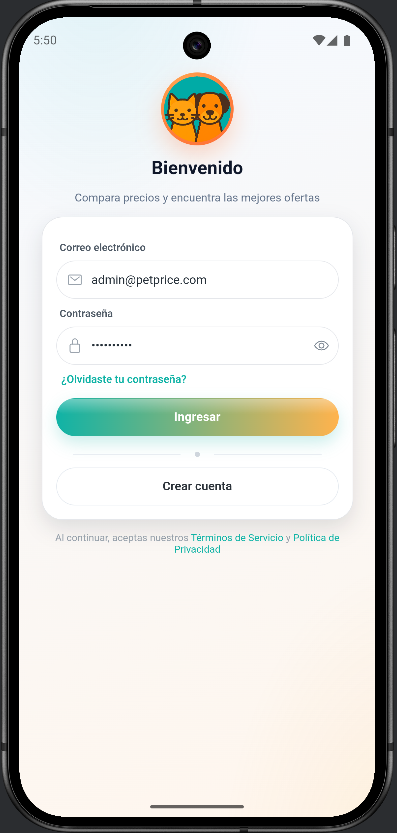 5:50
Bienvenido
Compara precios y encuentra las mejores ofertas
Correo electrónico
admin@petprice.com
Contraseña
••••••••••
¿Olvidaste tu contraseña?
Ingresar
Crear cuenta
Al continuar, aceptas nuestros Términos de Servicio y Política de
Privacidad